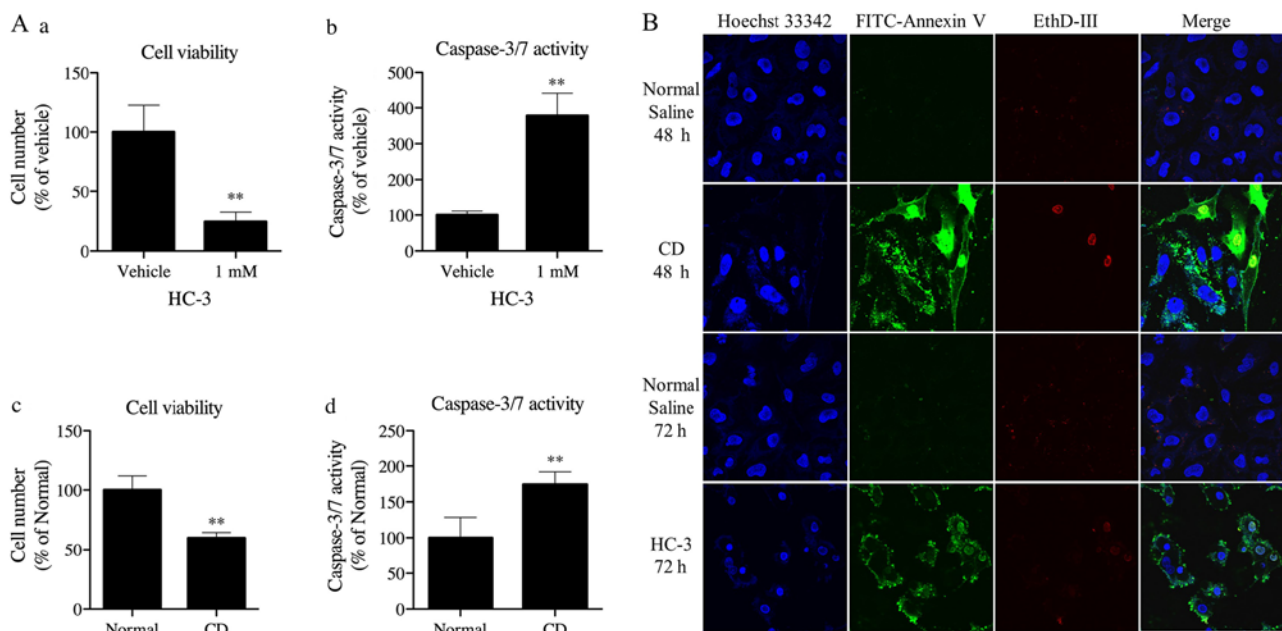 A a
Cell viability
Cell number
(% of vehicle)
150
100
50
0
**
Vehicle
1 mM
HC-3
b
Caspase-3/7 activity
Caspase-3/7 activity
(% of vehicle)
500
400
300
200
100
0
**
Vehicle
1 mM
HC-3
c
Cell viability
Cell number
(% of Normal)
150
100
50
0
**
Normal
CD
d
Caspase-3/7 activity
Caspase-3/7 activity
(% of Normal)
250
200
150
100
50
0
**
Normal
CD
B
Hoechst 33342
FITC-Annexin V
EthD-III
Merge
Normal
Saline
48 h
CD
48 h
Normal
Saline
72 h
HC-3
72 h